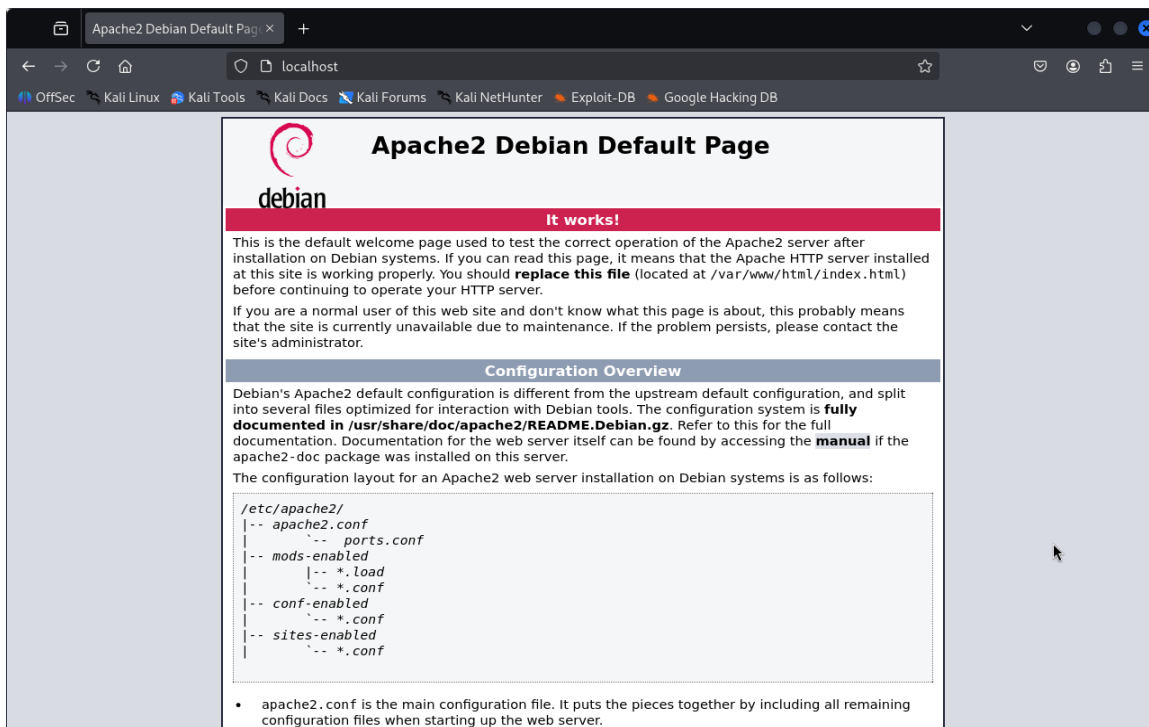 Apache2 Debian Default Pag
localhost
OffSec Kali Linux Kali Tools Kali Docs Kali Forums Kali NetHunter Exploit-DB Google Hacking DB
Apache2 Debian Default Page
debian
It works!
This is the default welcome page used to test the correct operation of the Apache2 server after
installation on Debian systems. If you can read this page, it means that the Apache HTTP server installed
at this site is working properly. You should replace this file (located at /var/www/html/index.html)
before continuing to operate your HTTP server.
If you are a normal user of this web site and don't know what this page is about, this probably means
that the site is currently unavailable due to maintenance. If the problem persists, please contact the
site's administrator.
Configuration Overview
Debian's Apache2 default configuration is different from the upstream default configuration, and split
into several files optimized for interaction with Debian tools. The configuration system is fully
documented in /usr/share/doc/apache2/README.Debian.gz. Refer to this for the full
documentation. Documentation for the web server itself can be found by accessing the manual if the
apache2-doc package was installed on this server.
The configuration layout for an Apache2 web server installation on Debian systems is as follows:
/etc/apache2/
|-- apache2.conf
|       `--  ports.conf
|-- mods-enabled
|       |-- *.load
|       `-- *.conf
|-- conf-enabled
|       `-- *.conf
|-- sites-enabled
|       `-- *.conf
• apache2.conf is the main configuration file. It puts the pieces together by including all remaining
configuration files when starting up the web server.